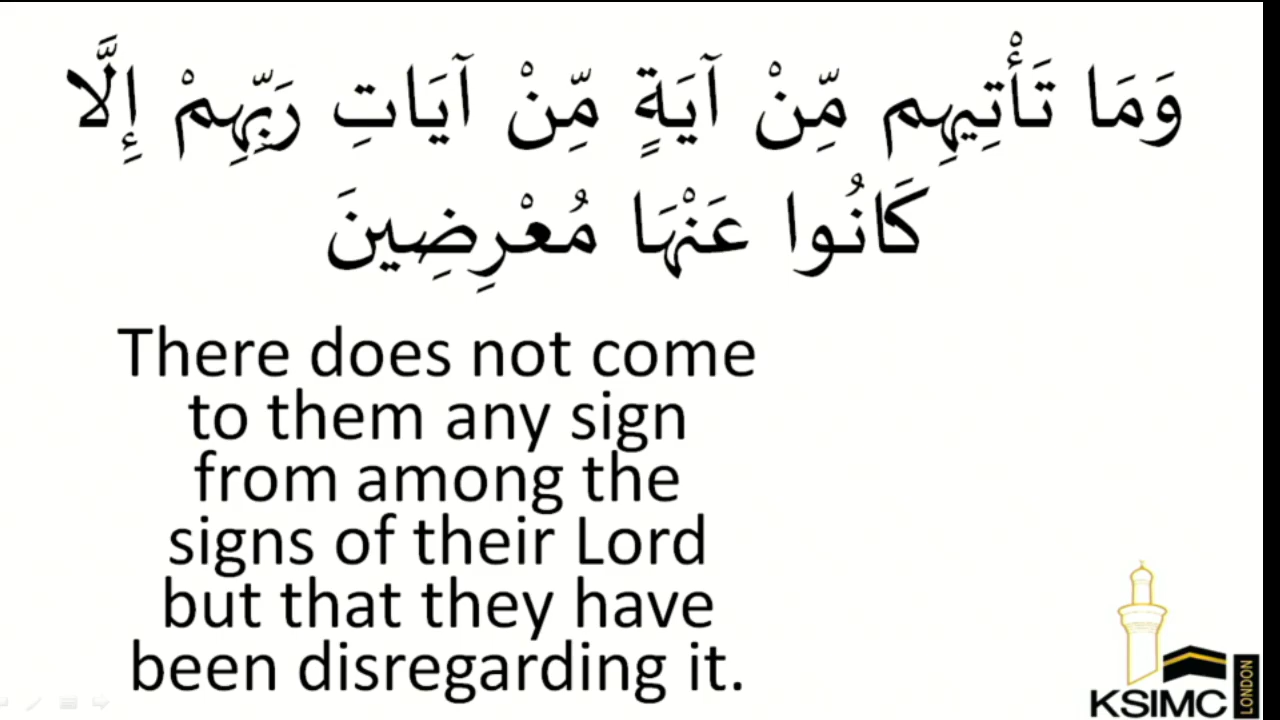 وَمَا تَأْتِيهِم مِّنْ آيَةٍ مِّنْ آيَاتِ رَبِّهِمْ إِلَّا
كَانُوا عَنْهَا مُعْرِضِينَ
There does not come
to them any sign
from among the
signs of their Lord
but that they have
been disregarding it.
KSIMC
LONDON